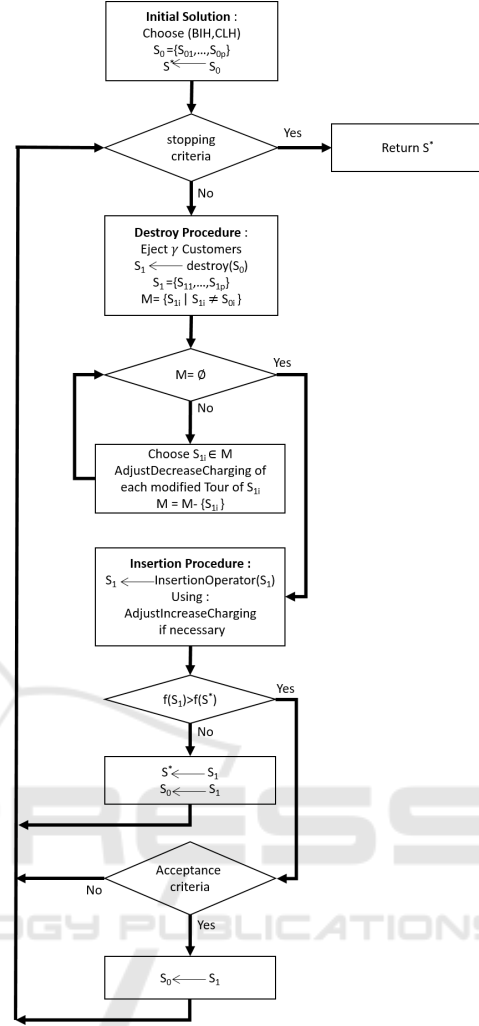 Initial Solution :
Choose (BIH,CLH)
S₀ ={S₀₁,…,S₀ₚ}
S* ⟵ S₀
stopping
criteria
Yes
Return S*
No
Destroy Procedure :
Eject γ Customers
S₁ ⟵ destroy(S₀)
S₁ ={S₁₁,…,S₁ₚ}
M= {S₁ᵢ | S₁ᵢ ≠ S₀ᵢ }
M= Ø
Yes
No
Choose S₁ᵢ ∈ M
AdjustDecreaseCharging of
each modified Tour of S₁ᵢ
M = M- {S₁ᵢ }
Insertion Procedure :
S₁ ⟵ InsertionOperator(S₁)
Using :
AdjustIncreaseCharging
if necessary
f(S₁)>f(S*)
Yes
No
S* ⟵ S₁
S₀ ⟵ S₁
Acceptance
criteria
No
Yes
S₀ ⟵ S₁
PRESS
LOGY PUBLICATIONS